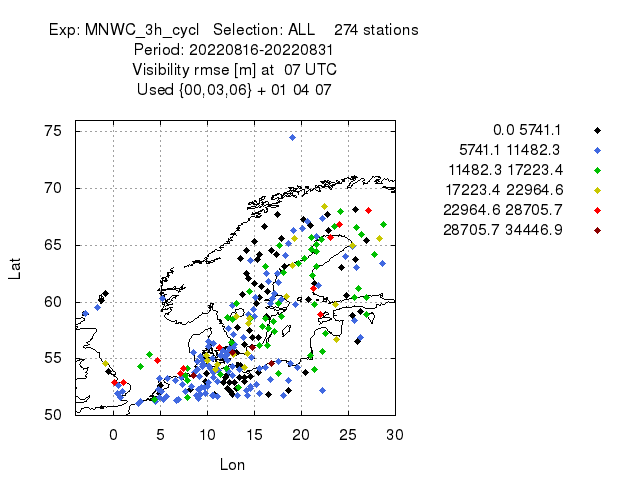 Exp: MNWC_3h_cycl   Selection: ALL    274 stations
Period: 20220816-20220831
Visibility rmse [m] at  07 UTC
Used {00,03,06} + 01 04 07
0.0 5741.1
5741.1 11482.3
11482.3 17223.4
17223.4 22964.6
22964.6 28705.7
28705.7 34446.9
75
70
65
60
55
50
Lat
0 5 10 15 20 25 30
Lon